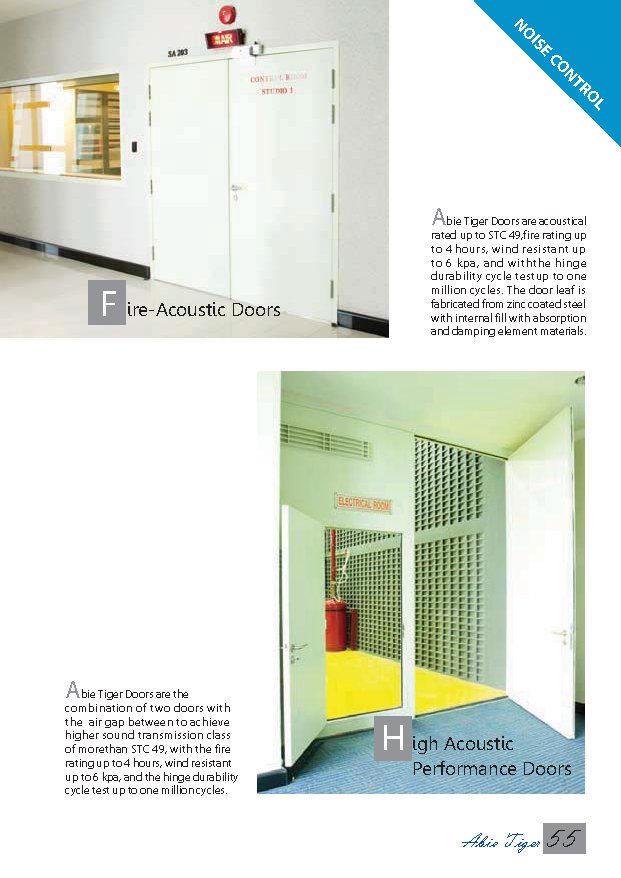 NOISE CONTROL
SA 203
CONTROL ROOM
STUDIO 1
Fire-Acoustic Doors
Abie Tiger Doors are acoustical
rated up to STC 49,fire rating up
to 4 hours, wind resistant up
to 6 kpa, and withthe hinge
durability cycle test up to one
million cycles. The door leaf is
fabricated from zinc coated steel
with internal fill with absorption
and damping element materials.
ELECTRICAL ROOM
High Acoustic
Performance Doors
Abie Tiger Doors are the
combination of two doors with
the air gap between to achieve
higher sound transmission class
of morethan STC 49, with the fire
rating up to 4 hours, wind resistant
up to 6 kpa, and the hinge durability
cycle test up to one million cycles.
Abie Tiger 55